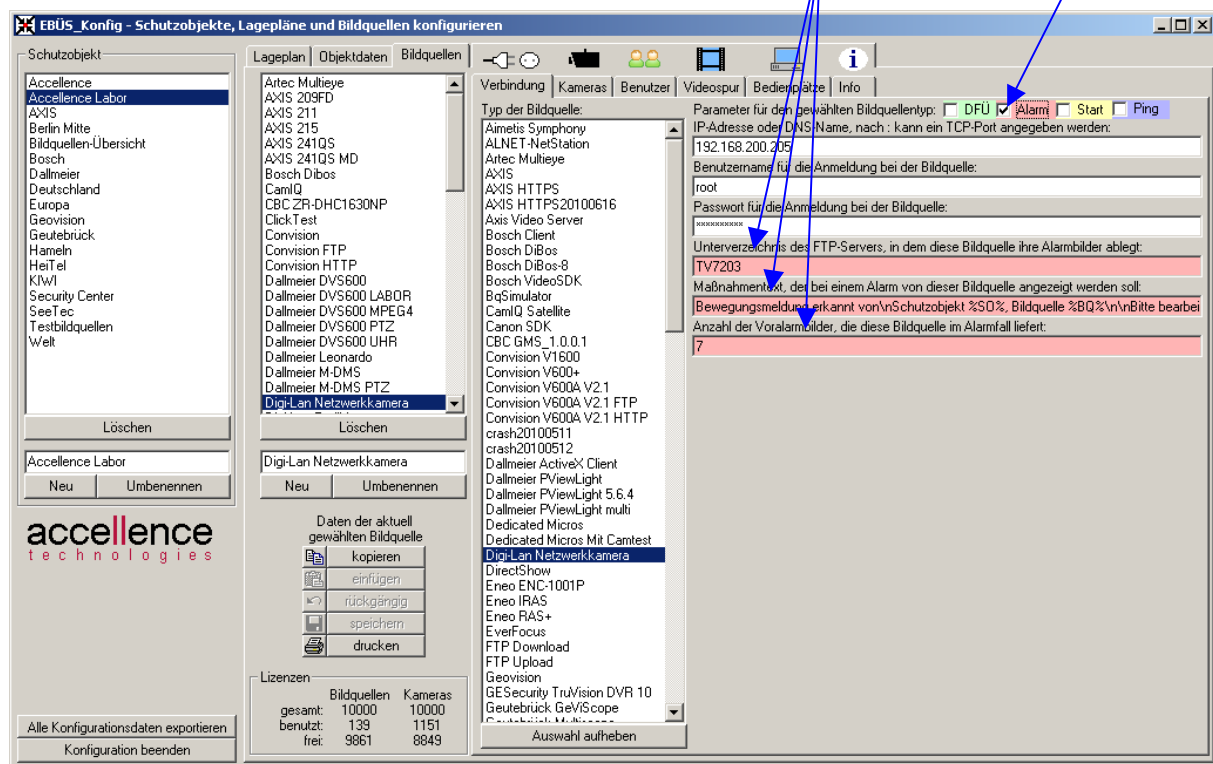 EBÜS_Konfig - Schutzobjekte, Lagepläne und Bildquellen konfigurieren
Schutzobjekt
Accellence
Accellence Labor
AXIS
Berlin Mitte
Bildquellen-Übersicht
Bosch
Dallmeier
Deutschland
Europa
Geovision
Geutebrück
Hameln
HeiTel
KIWI
Security Center
SeeTec
Testbildquellen
Welt
Löschen
Accellence Labor
Neu Umbenennen
accellence
technologies
Alle Konfigurationsdaten exportieren
Konfiguration beenden
Lageplan Objektdaten Bildquellen
Artec Multieye
AXIS 209FD
AXIS 211
AXIS 215
AXIS 241QS
AXIS 241QS MD
Bosch Dibos
CamIQ
CBC ZR-DHC1630NP
ClickTest
Convision
Convision FTP
Convision HTTP
Dallmeier DVS600
Dallmeier DVS600 LABOR
Dallmeier DVS600 MPEG4
Dallmeier DVS600 PTZ
Dallmeier DVS600 UHR
Dallmeier Leonardo
Dallmeier M-DMS
Dallmeier M-DMS PTZ
Digi-Lan Netzwerkkamera
Löschen
Digi-Lan Netzwerkkamera
Neu Umbenennen
Daten der aktuell
gewählten Bildquelle
kopieren
einfügen
rückgängig
speichern
drucken
Lizenzen
Bildquellen Kameras
gesamt: 10000 10000
benutzt: 139 1151
frei: 9861 8849
Verbindung Kameras Benutzer Videospur Bedienplätze Info
Typ der Bildquelle:
Aimetis Symphony
ALNET-NetStation
Artec Multieye
AXIS
AXIS HTTPS
AXIS HTTPS20100616
Axis Video Server
Bosch Client
Bosch DiBos
Bosch DiBos-8
Bosch VideoSDK
BqSimulator
CamIQ Satellite
Canon SDK
CBC GMS_1.0.0.1
Convision V1600
Convision V600+
Convision V600A V2.1
Convision V600A V2.1 FTP
Convision V600A V2.1 HTTP
crash20100511
crash20100512
Dallmeier ActiveX Client
Dallmeier PViewLight
Dallmeier PViewLight 5.6.4
Dallmeier PViewLight multi
Dedicated Micros
Dedicated Micros Mit Camtest
Digi-Lan Netzwerkkamera
DirectShow
Eneo ENC-1001P
Eneo IRAS
Eneo RAS+
EverFocus
FTP Download
FTP Upload
Geovision
GESecurity TruVision DVR 10
Geutebrück GeViScope
Auswahl aufheben
Parameter für den gewählten Bildquellentyp: DFÜ Alarm Start Ping
IP-Adresse oder DNS-Name, nach : kann ein TCP-Port angegeben werden:
192.168.200.205
Benutzername für die Anmeldung bei der Bildquelle:
root
Passwort für die Anmeldung bei der Bildquelle:
**********
Unterverzeichnis des FTP-Servers, in dem diese Bildquelle ihre Alarmbilder ablegt:
TV7203
Maßnahmentext, der bei einem Alarm von dieser Bildquelle angezeigt werden soll:
Bewegungsmeldung erkannt von\nSchutzobjekt %SO%, Bildquelle %BQ%\n\nBitte bearbei
Anzahl der Voralarmbilder, die diese Bildquelle im Alarmfall liefert:
7